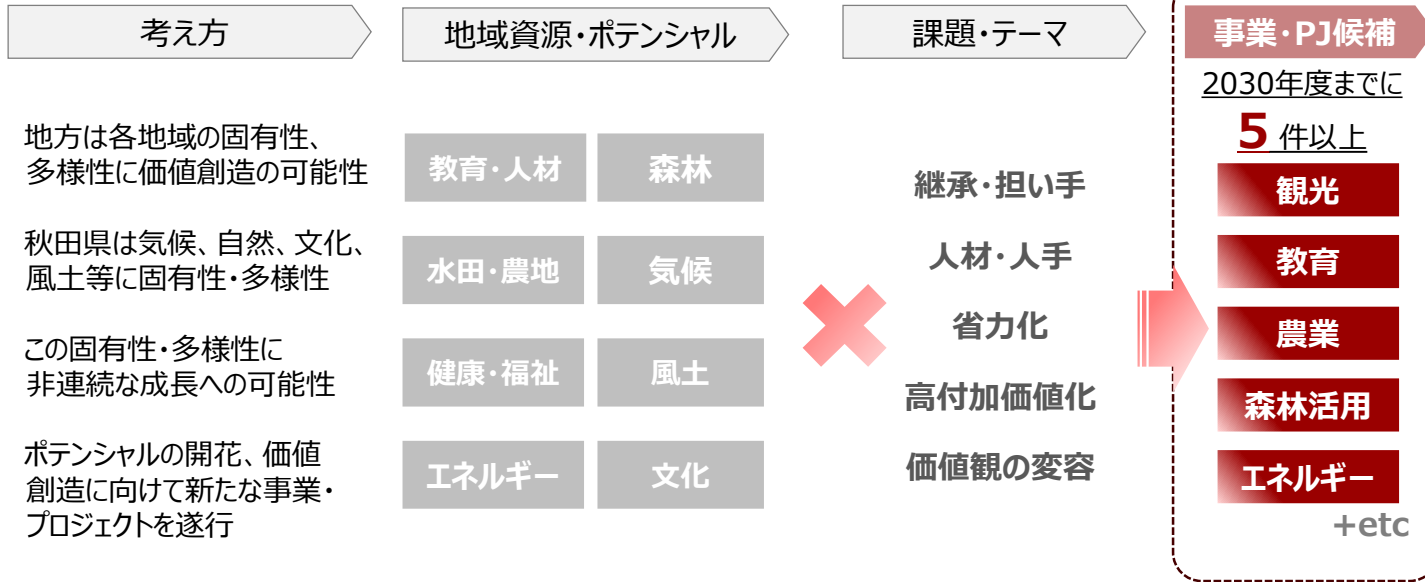 考え方
地域資源・ポテンシャル
課題・テーマ
事業・PJ候補
地方は各地域の固有性、
多様性に価値創造の可能性
秋田県は気候、自然、文化、
風土等に固有性・多様性
この固有性・多様性に
非連続な成長への可能性
ポテンシャルの開花、価値
創造に向けて新たな事業・
プロジェクトを遂行
教育・人材
森林
水田・農地
気候
健康・福祉
風土
エネルギー
文化
継承・担い手
人材・人手
省力化
高付加価値化
価値観の変容
2030年度までに
5 件以上
観光
教育
農業
森林活用
エネルギー
+etc